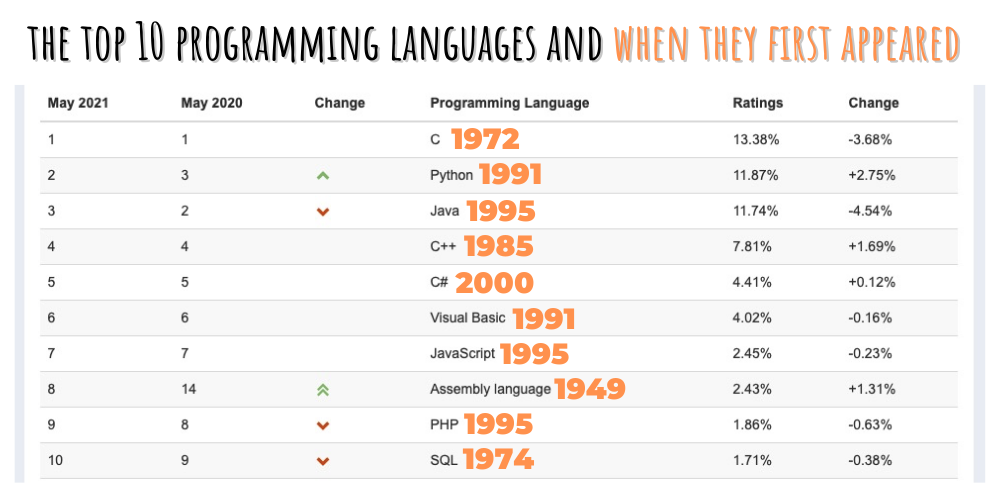 THE TOP 10 PROGRAMMING LANGUAGES AND WHEN THEY FIRST APPEARED
May 2021 May 2020 Change Programming Language Ratings Change
1 1 C 1972 13.38% -3.68%
2 3 Python 1991 11.87% +2.75%
3 2 Java 1995 11.74% -4.54%
4 4 C++ 1985 7.81% +1.69%
5 5 C# 2000 4.41% +0.12%
6 6 Visual Basic 1991 4.02% -0.16%
7 7 JavaScript 1995 2.45% -0.23%
8 14 Assembly language 1949 2.43% +1.31%
9 8 PHP 1995 1.86% -0.63%
10 9 SQL 1974 1.71% -0.38%